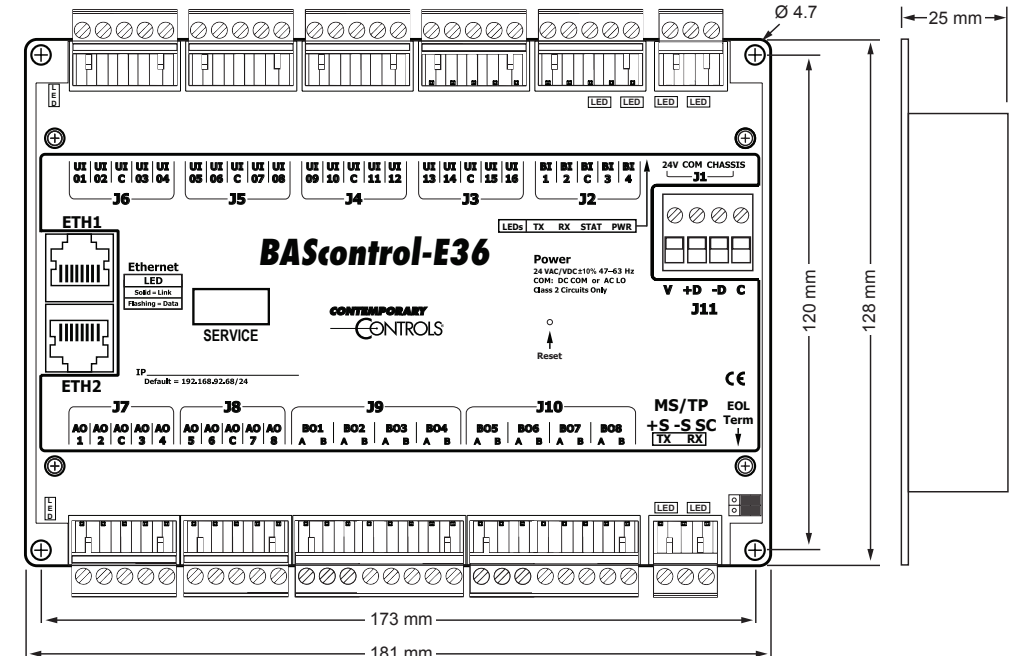 Ø 4.7
25 mm
LED
LED LED LED LED
UI UI UI UI UI
01 02 C 03 04
J6
UI UI UI UI UI
05 06 C 07 08
J5
UI UI UI UI UI
09 10 C 11 12
J4
UI UI UI UI UI
13 14 C 15 16
J3
BI BI BI BI BI
1 2 C 3 4
J2
24V COM CHASSIS
J1
LEDs TX RX STAT PWR
ETH1
Ethernet
LED
Solid = Link
Flashing = Data
BAScontrol-E36
Power
24 VAC/VDC±10% 47–63 Hz
COM: DC COM or AC LO
Class 2 Circuits Only
V +D -D C
J11
SERVICE
CONTEMPORARY
CONTROLS
Reset
ETH2
IP
Default = 192.168.92.68/24
CE
J7
AO AO AO AO AO
1 2 C 3 4
J8
AO AO AO AO AO
5 6 C 7 8
J9
BO1 BO2 BO3 BO4
A B A B A B A B
J10
BO5 BO6 BO7 BO8
A B A B A B A B
MS/TP
+S -S SC
TX RX
EOL
Term
LED
LED LED
120 mm
128 mm
173 mm
181 mm